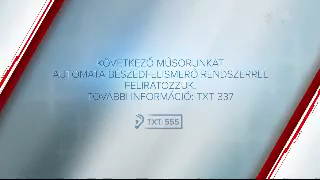 KÖVETKEZŐ MŰSORUNKAT
AUTOMATA BESZÉDFELISMERŐ RENDSZERREL
FELIRATOZZUK.
TOVÁBBI INFORMÁCIÓ: TXT 337
TXT: 555